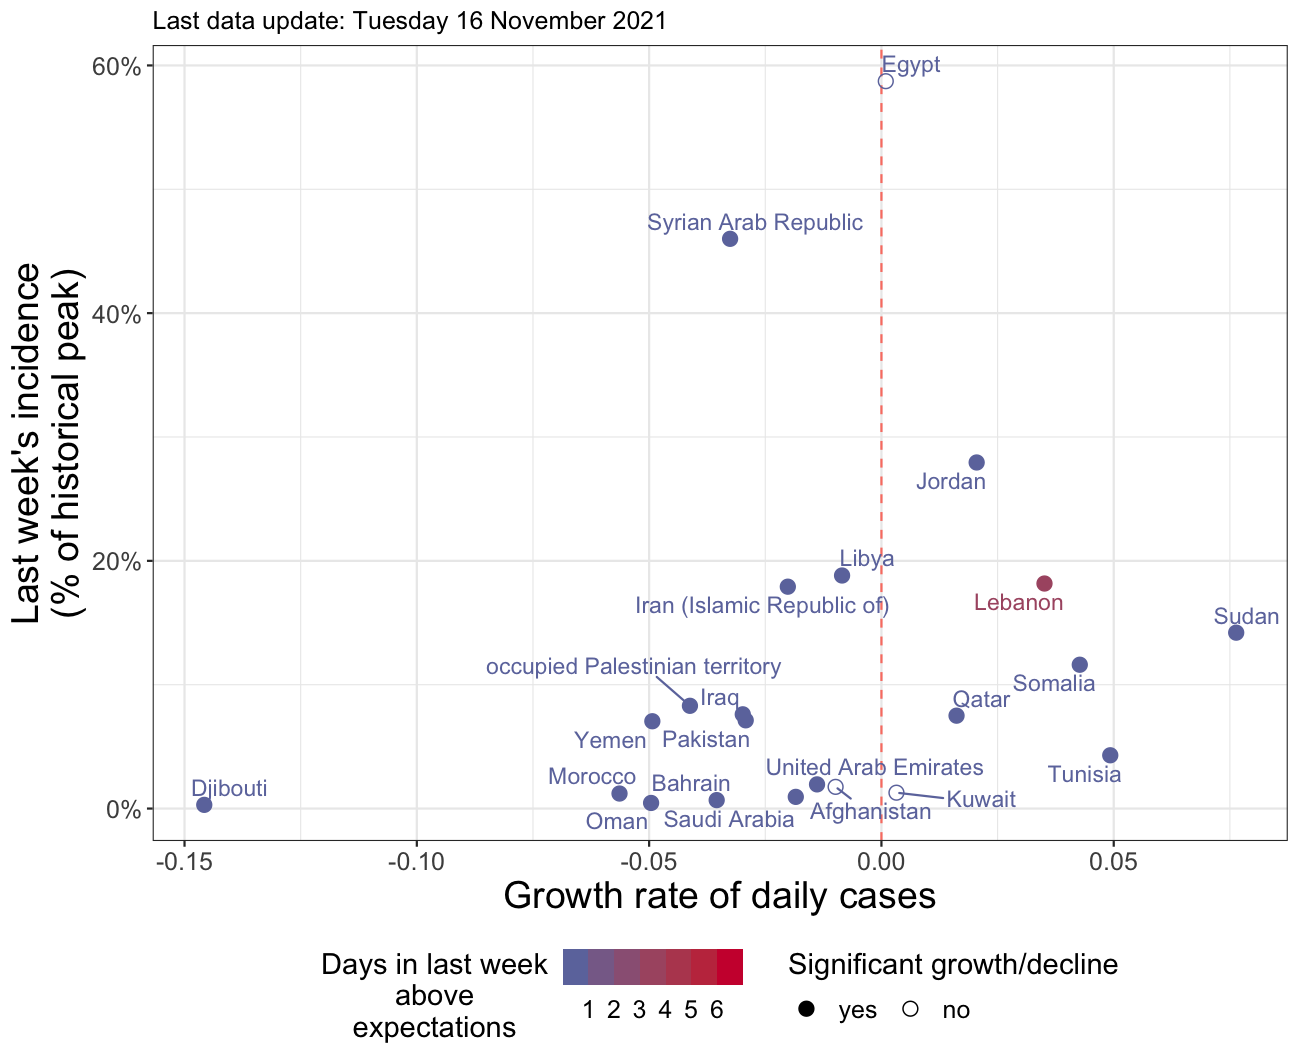 Last data update: Tuesday 16 November 2021
Last week's incidence
(% of historical peak)
60%
40%
20%
0%
Egypt
Syrian Arab Republic
Jordan
Libya
Iran (Islamic Republic of)
Lebanon
Sudan
occupied Palestinian territory
Iraq
Somalia
Qatar
Yemen
Pakistan
United Arab Emirates
Tunisia
Morocco
Bahrain
Djibouti
Kuwait
Afghanistan
Oman
Saudi Arabia
-0.15
-0.10
-0.05
0.00
0.05
Growth rate of daily cases
Days in last week
above
expectations
1 2 3 4 5 6
Significant growth/decline
yes
no